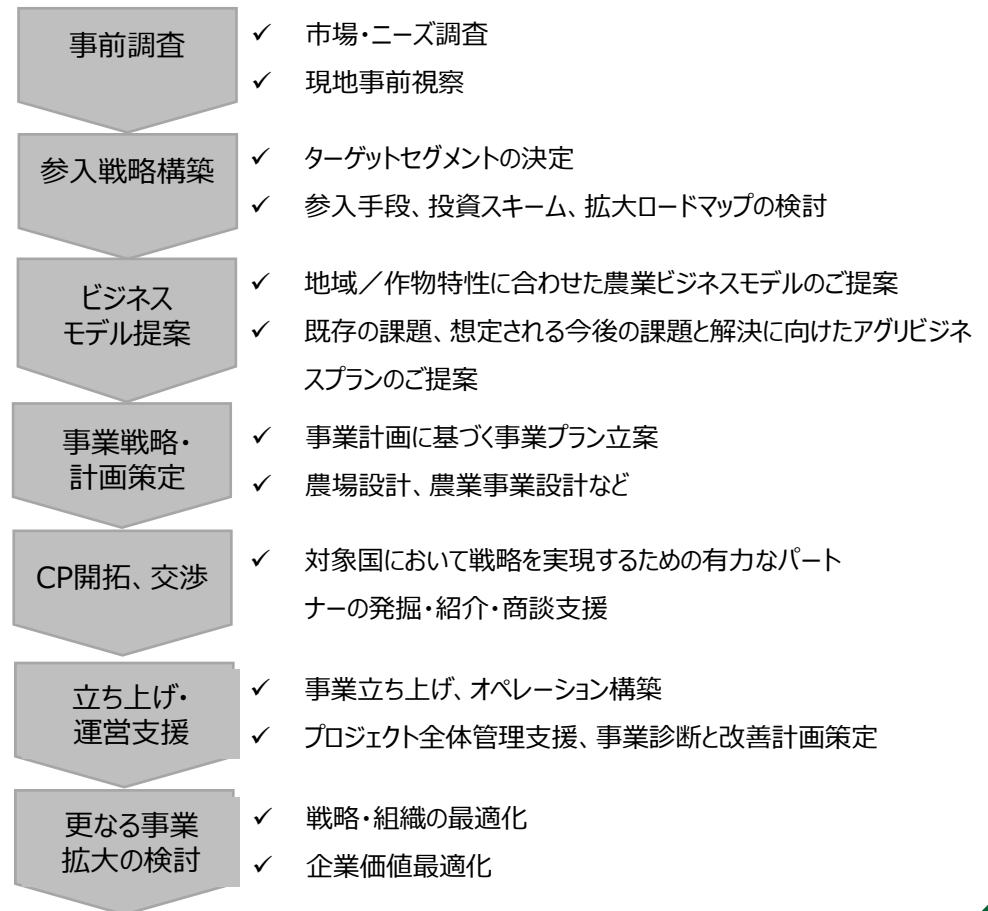 事前調査
✓ 市場・ニーズ調査
✓ 現地事前視察
参入戦略構築
✓ ターゲットセグメントの決定
✓ 参入手段、投資スキーム、拡大ロードマップの検討
ビジネス
モデル提案
✓ 地域／作物特性に合わせた農業ビジネスモデルのご提案
✓ 既存の課題、想定される今後の課題と解決に向けたアグリビジネ
スプランのご提案
事業戦略・
計画策定
✓ 事業計画に基づく事業プラン立案
✓ 農場設計、農業事業設計など
CP開拓、交渉
✓ 対象国において戦略を実現するための有力なパート
ナーの発掘・紹介・商談支援
立ち上げ・
運営支援
✓ 事業立ち上げ、オペレーション構築
✓ プロジェクト全体管理支援、事業診断と改善計画策定
更なる事業
拡大の検討
✓ 戦略・組織の最適化
✓ 企業価値最適化